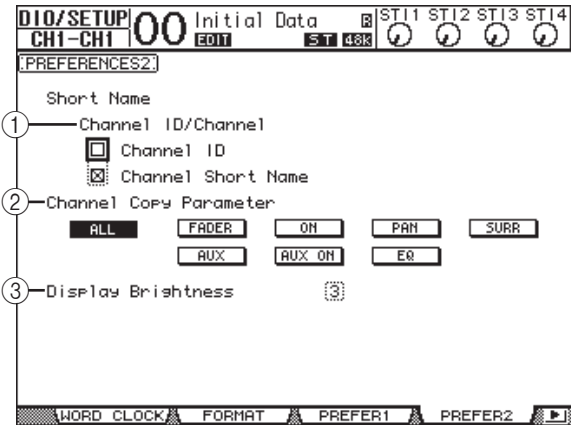 DIO/SETUP 00 Initial Data R STI1 STI2 STI3 STI4
CH1-CH1 EDIT ST 48k
PREFERENCES2
Short Name
1 Channel ID/Channel
Channel ID
Channel Short Name
2 Channel Copy Parameter
ALL FADER ON PAN SURR
AUX AUX ON EQ
3 Display Brightness 3
WORD CLOCK FORMAT PREFER1 PREFER2